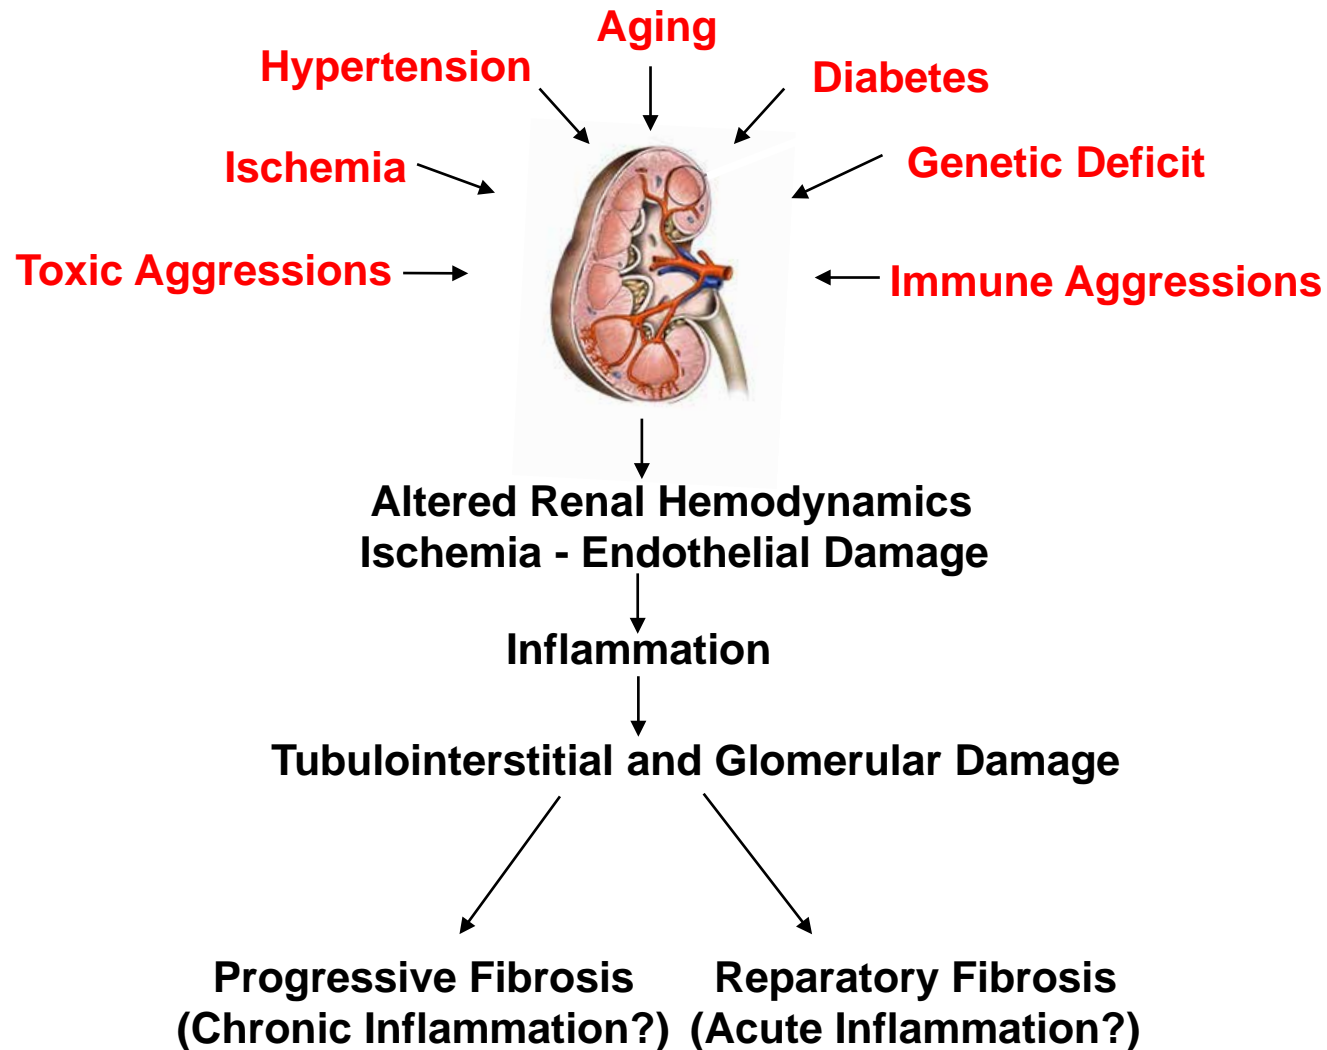 Aging
Hypertension
Diabetes
Ischemia
Genetic Deficit
Toxic Aggressions
Immune Aggressions
Altered Renal Hemodynamics
Ischemia - Endothelial Damage
Inflammation
Tubulointerstitial and Glomerular Damage
Progressive Fibrosis
(Chronic Inflammation?)
Reparatory Fibrosis
(Acute Inflammation?)